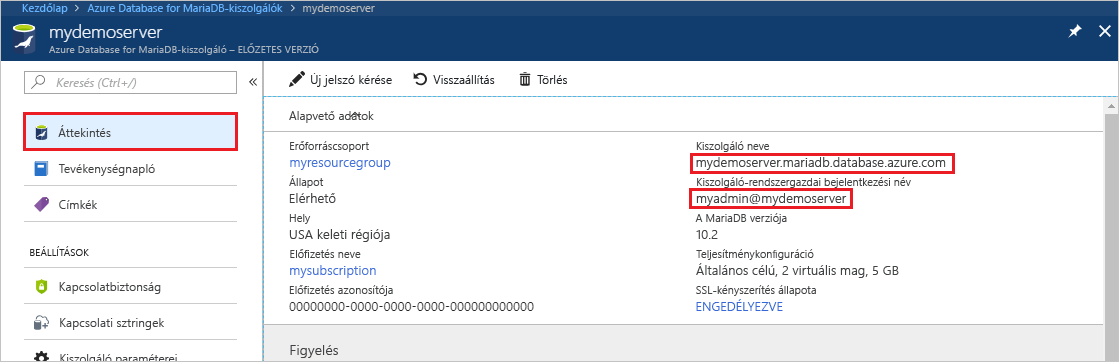 Kezdőlap > Azure Database for MariaDB-kiszolgálók > mydemoserver
mydemoserver
Azure Database for MariaDB-kiszolgáló – ELŐZETES VERZIÓ
Keresés (Ctrl+/)
«
Új jelszó kérése
Visszaállítás
Törlés
Áttekintés
Tevékenységnapló
Címkék
BEÁLLÍTÁSOK
Kapcsolatbiztonság
Kapcsolati sztringek
Kiszolgáló paraméterei
Alapvető adatok
Erőforráscsoport
myresourcegroup
Állapot
Elérhető
Hely
USA keleti régiója
Előfizetés neve
mysubscription
Előfizetés azonosítója
00000000-0000-0000-0000-000000000000
Kiszolgáló neve
mydemoserver.mariadb.database.azure.com
Kiszolgáló-rendszergazdai bejelentkezési név
myadmin@mydemoserver
A MariaDB verziója
10.2
Teljesítménykonfiguráció
Általános célú, 2 virtuális mag, 5 GB
SSL-kényszerítés állapota
ENGEDÉLYEZVE
Figyelés